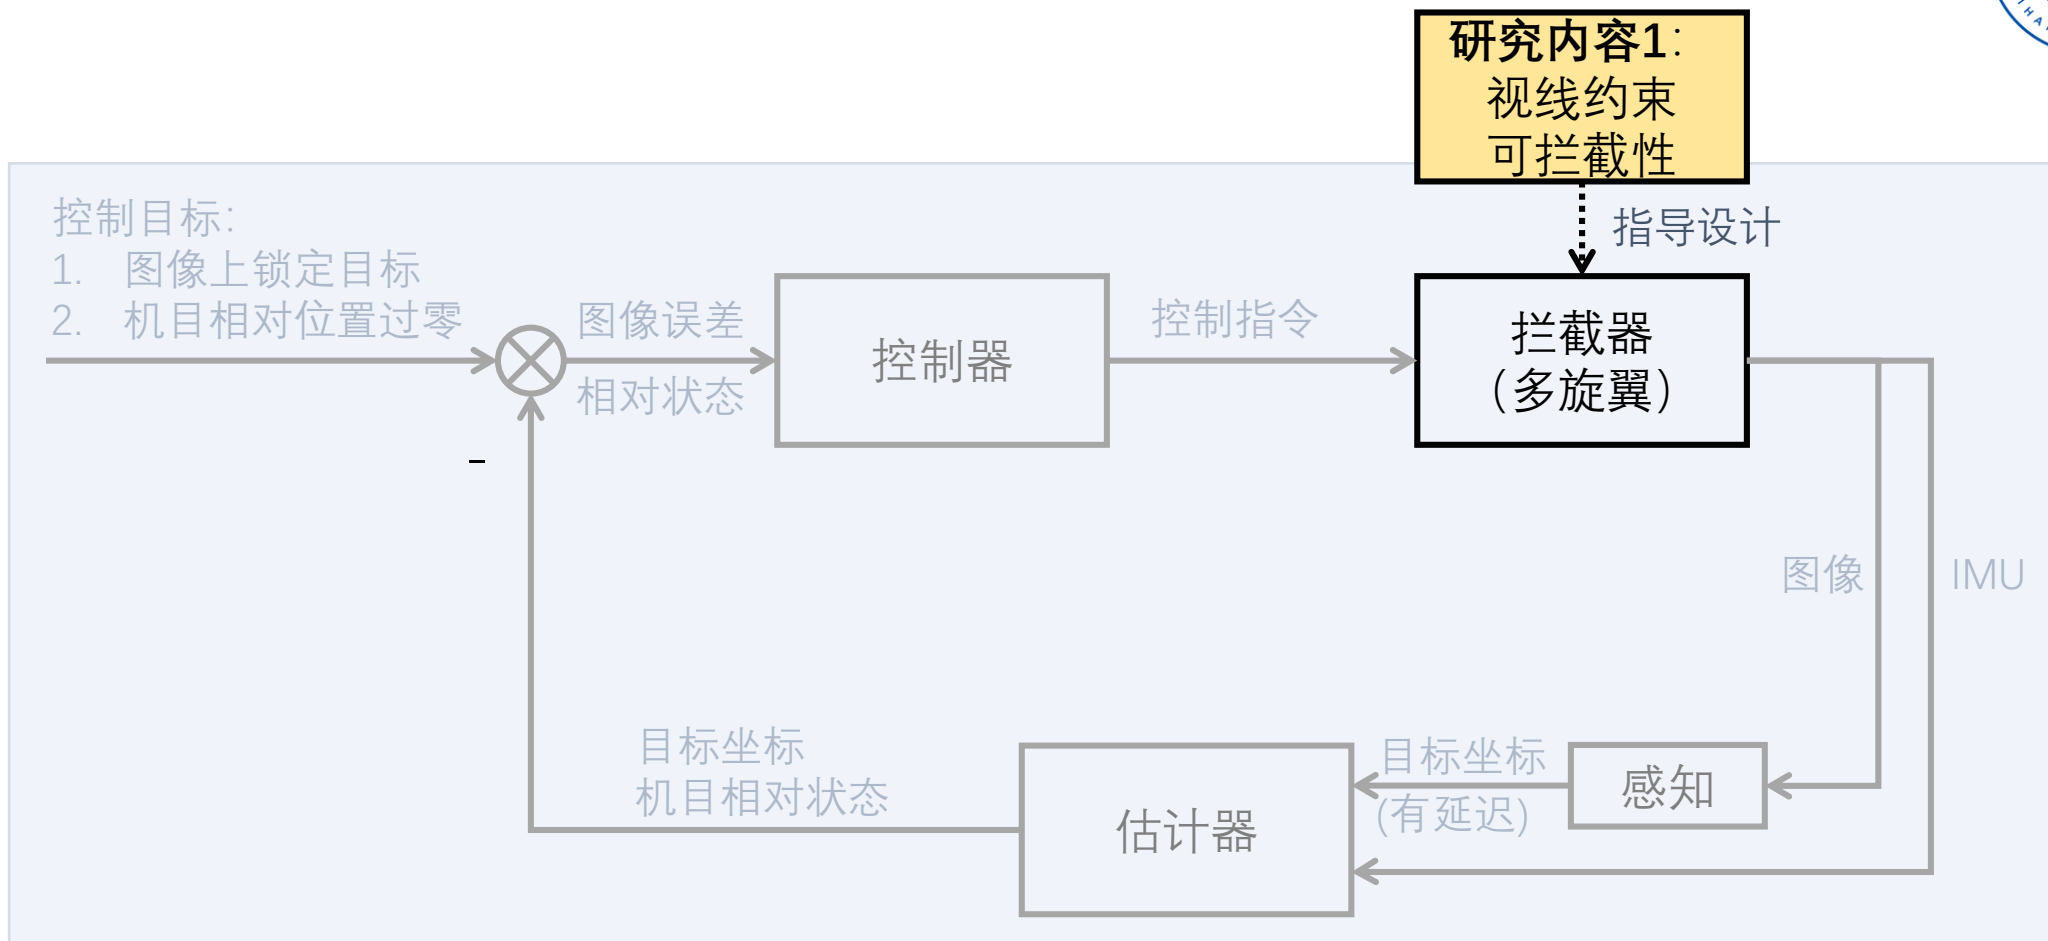 研究内容1:
视线约束
可拦截性
指导设计
控制目标:
1. 图像上锁定目标
2. 机目相对位置过零
图像误差
相对状态
控制器
控制指令
拦截器
(多旋翼)
–
图像
IMU
目标坐标
机目相对状态
估计器
目标坐标
(有延迟)
感知